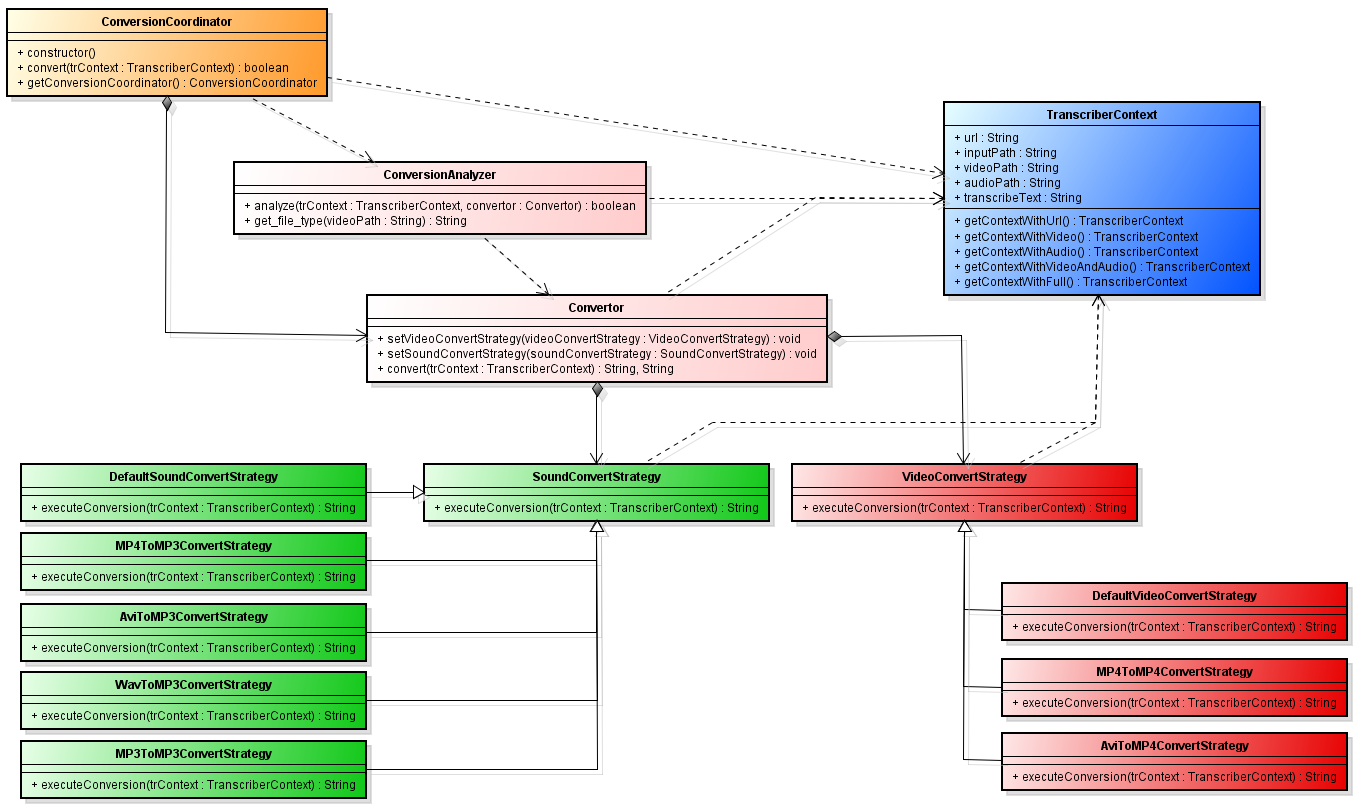 ConversionCoordinator
+ constructor()
+ convert(trContext : TranscriberContext) : boolean
+ getConversionCoordinator() : ConversionCoordinator
TranscriberContext
+ url : String
+ inputPath : String
+ videoPath : String
+ audioPath : String
+ transcribeText : String
+ getContextWithUrl() : TranscriberContext
+ getContextWithVideo() : TranscriberContext
+ getContextWithAudio() : TranscriberContext
+ getContextWithVideoAndAudio() : TranscriberContext
+ getContextWithFull() : TranscriberContext
ConversionAnalyzer
+ analyze(trContext : TranscriberContext, convertor : Convertor) : boolean
+ get_file_type(videoPath : String) : String
Convertor
+ setVideoConvertStrategy(videoConvertStrategy : VideoConvertStrategy) : void
+ setSoundConvertStrategy(soundConvertStrategy : SoundConvertStrategy) : void
+ convert(trContext : TranscriberContext) : String, String
DefaultSoundConvertStrategy
+ executeConversion(trContext : TranscriberContext) : String
SoundConvertStrategy
+ executeConversion(trContext : TranscriberContext) : String
VideoConvertStrategy
+ executeConversion(trContext : TranscriberContext) : String
MP4ToMP3ConvertStrategy
+ executeConversion(trContext : TranscriberContext) : String
AviToMP3ConvertStrategy
+ executeConversion(trContext : TranscriberContext) : String
WavToMP3ConvertStrategy
+ executeConversion(trContext : TranscriberContext) : String
MP3ToMP3ConvertStrategy
+ executeConversion(trContext : TranscriberContext) : String
DefaultVideoConvertStrategy
+ executeConversion(trContext : TranscriberContext) : String
MP4ToMP4ConvertStrategy
+ executeConversion(trContext : TranscriberContext) : String
AviToMP4ConvertStrategy
+ executeConversion(trContext : TranscriberContext) : String